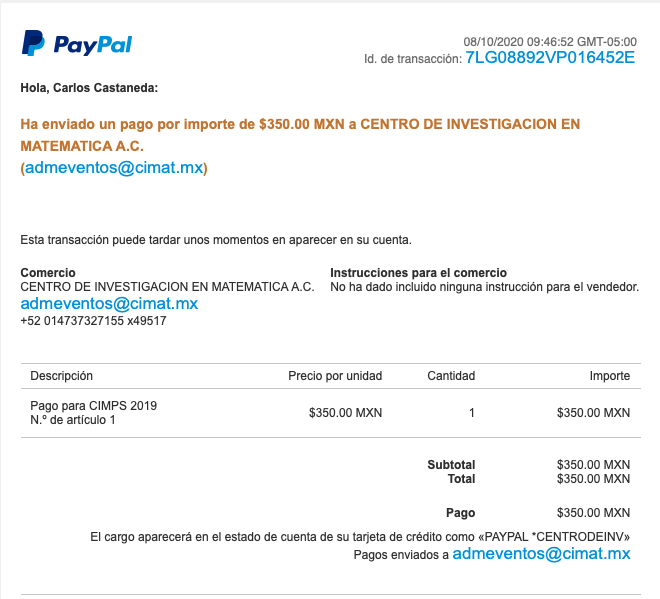 PayPal
08/10/2020 09:46:52 GMT-05:00
Id. de transacción: 7LG08892VP016452E
Hola, Carlos Castaneda:
Ha enviado un pago por importe de $350.00 MXN a CENTRO DE INVESTIGACION EN
MATEMATICA A.C.
(admeventos@cimat.mx)
Esta transacción puede tardar unos momentos en aparecer en su cuenta.
Comercio
CENTRO DE INVESTIGACION EN MATEMATICA A.C.
admeventos@cimat.mx
+52 014737327155 x49517
Instrucciones para el comercio
No ha dado incluido ninguna instrucción para el vendedor.
Descripción Precio por unidad Cantidad Importe
Pago para CIMPS 2019
N.º de artículo 1
$350.00 MXN 1 $350.00 MXN
Subtotal $350.00 MXN
Total $350.00 MXN
Pago $350.00 MXN
El cargo aparecerá en el estado de cuenta de su tarjeta de crédito como «PAYPAL *CENTRODEINV»
Pagos enviados a admeventos@cimat.mx